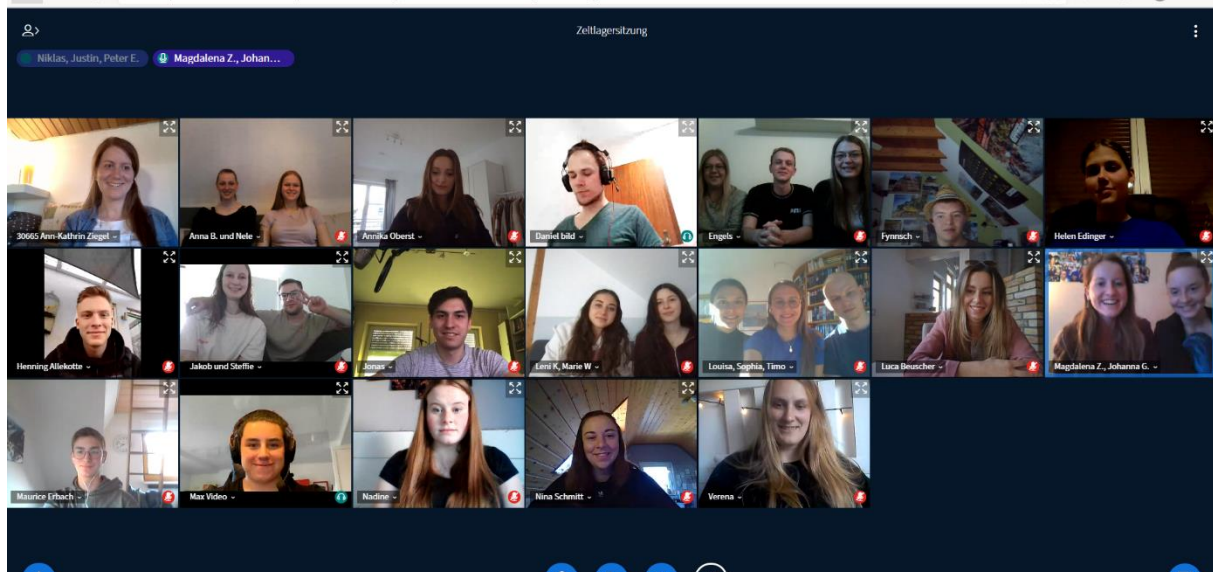 Zeltlagersitzung
Niklas, Justin, Peter E.
Magdalena Z., Johan…
30665 Ann-Kathrin Ziegel
Anna B. und Nele
Annika Oberst
Daniel bild
Engels
Fynnsch
Helen Edinger
Henning Allekotte
Jakob und Steffie
Jonas
Leni K, Marie W
Louisa, Sophia, Timo
Luca Beuscher
Magdalena Z., Johanna G.
Maurice Erbach
Max Video
Nadine
Nina Schmitt
Verena